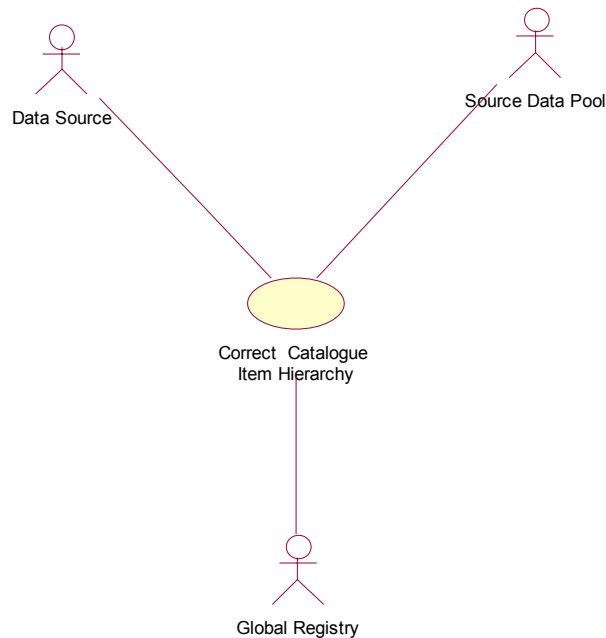 Source Data Pool
Data Source
Correct Catalogue
Item Hierarchy
Global Registry